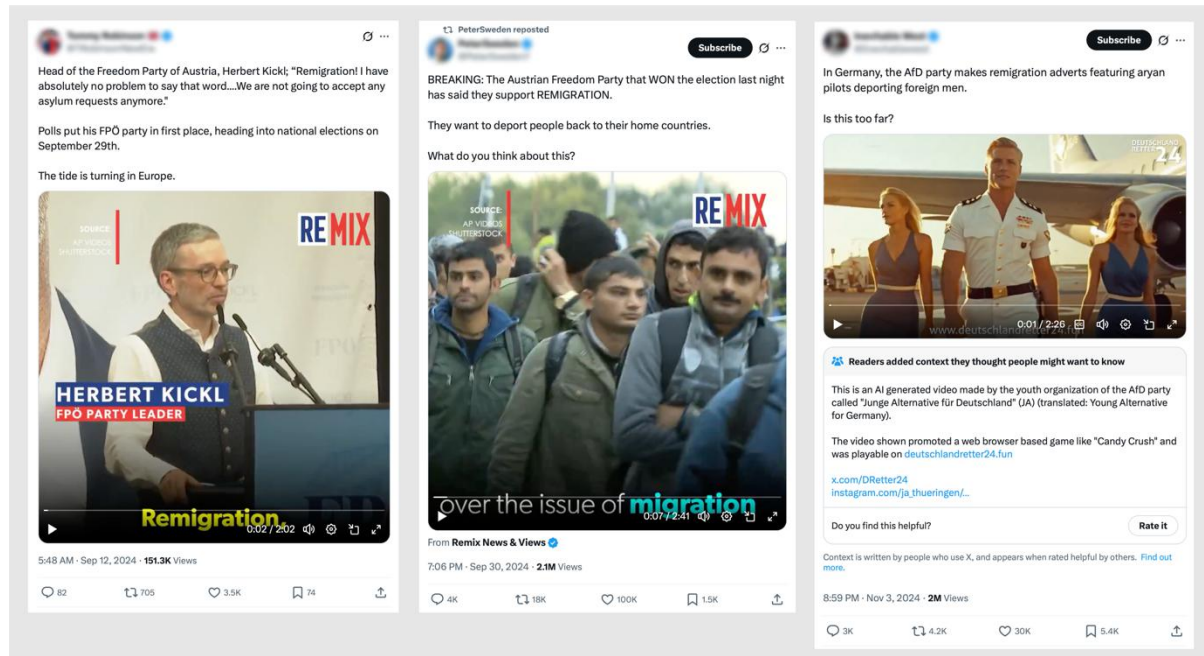 Head of the Freedom Party of Austria, Herbert Kickl; “Remigration! I have
absolutely no problem to say that word....We are not going to accept any
asylum requests anymore."
Polls put his FPÖ party in first place, heading into national elections on
September 29th.
The tide is turning in Europe.
SOURCE:
AP VIDEOS
SHUTTERSTOCK
REMIX
HERBERT KICKL
FPÖ PARTY LEADER
Remigration,
0:02 / 2:02
5:48 AM · Sep 12, 2024 · 151.3K Views
82
705
3.5K
74
PeterSweden reposted
Subscribe
BREAKING: The Austrian Freedom Party that WON the election last night
has said they support REMIGRATION.
They want to deport people back to their home countries.
What do you think about this?
SOURCE:
AP VIDEOS
SHUTTERSTOCK
REMIX
over the issue of migration
0:07 / 2:41
From Remix News & Views
7:06 PM · Sep 30, 2024 · 2.1M Views
4K
18K
100K
1.5K
Subscribe
In Germany, the AfD party makes remigration adverts featuring aryan
pilots deporting foreign men.
Is this too far?
DEUTSCHLAND
RETTER
24
www.deutschlandretter24.fun
0:01 / 2:26
Readers added context they thought people might want to know
This is an AI generated video made by the youth organization of the AfD party
called "Junge Alternative für Deutschland" (JA) (translated: Young Alternative
for Germany).
The video shown promoted a web browser based game like "Candy Crush" and
was playable on deutschlandretter24.fun
x.com/DRetter24
instagram.com/ja_thueringen/...
Do you find this helpful?
Rate it
Context is written by people who use X, and appears when rated helpful by others. Find out
more.
8:59 PM · Nov 3, 2024 · 2M Views
3K
4.2K
30K
5.4K